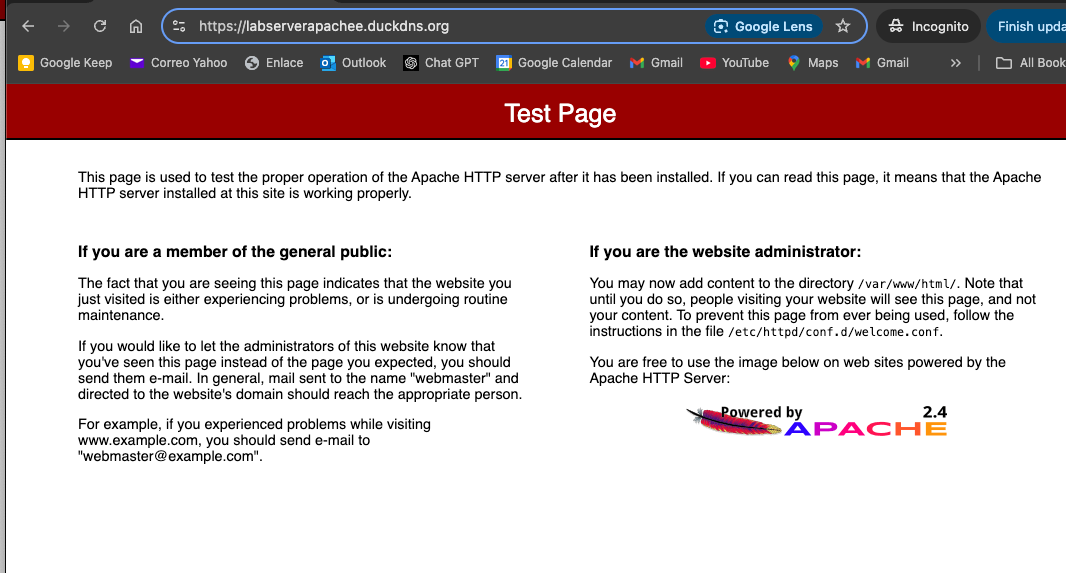 https://labserverapachee.duckdns.org
Google Lens
Incognito
Finish upda
Google Keep
Correo Yahoo
Enlace
Outlook
Chat GPT
21
Google Calendar
Gmail
YouTube
Maps
Gmail
»
All Book
Test Page
This page is used to test the proper operation of the Apache HTTP server after it has been installed. If you can read this page, it means that the Apache
HTTP server installed at this site is working properly.
If you are a member of the general public:
The fact that you are seeing this page indicates that the website you
just visited is either experiencing problems, or is undergoing routine
maintenance.
If you would like to let the administrators of this website know that
you've seen this page instead of the page you expected, you should
send them e-mail. In general, mail sent to the name "webmaster" and
directed to the website's domain should reach the appropriate person.
For example, if you experienced problems while visiting
www.example.com, you should send e-mail to
"webmaster@example.com".
If you are the website administrator:
You may now add content to the directory /var/www/html/. Note that
until you do so, people visiting your website will see this page, and not
your content. To prevent this page from ever being used, follow the
instructions in the file /etc/httpd/conf.d/welcome.conf.
You are free to use the image below on web sites powered by the
Apache HTTP Server:
Powered by 2.4
APACHE